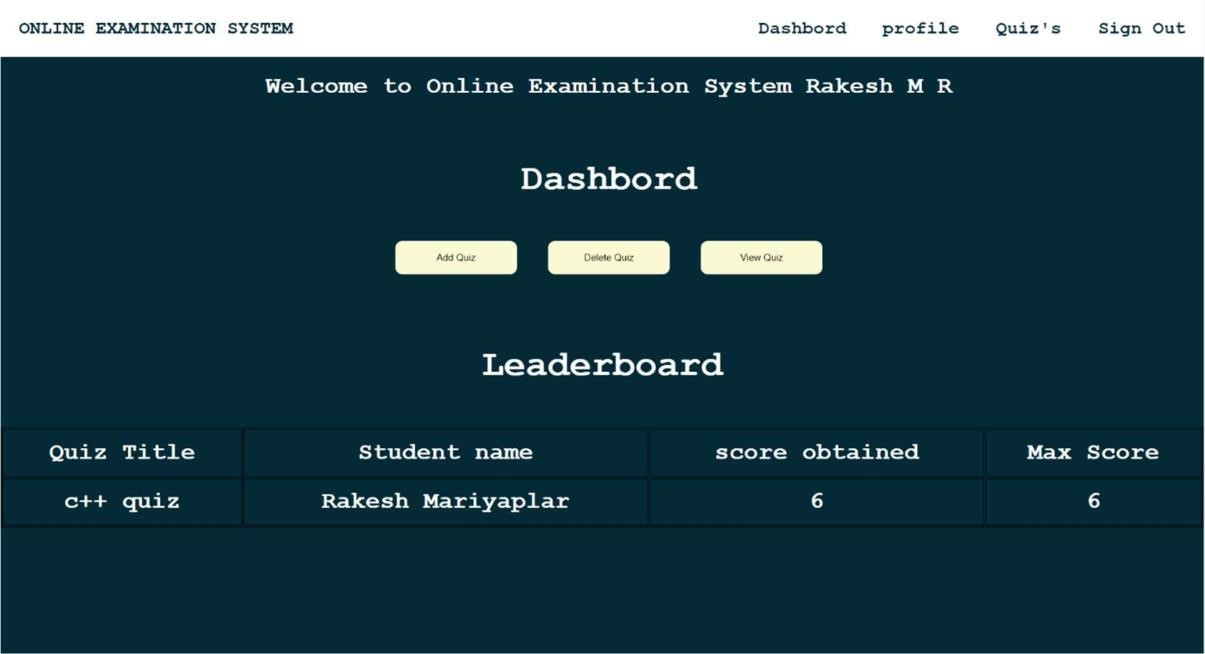 ONLINE EXAMINATION SYSTEM Dashbord profile Quiz's Sign Out
Welcome to Online Examination System Rakesh M R
Dashbord
Add Quiz Delete Quiz View Quiz
Leaderboard
Quiz Title Student name score obtained Max Score
c++ quiz Rakesh Mariyaplar 6 6